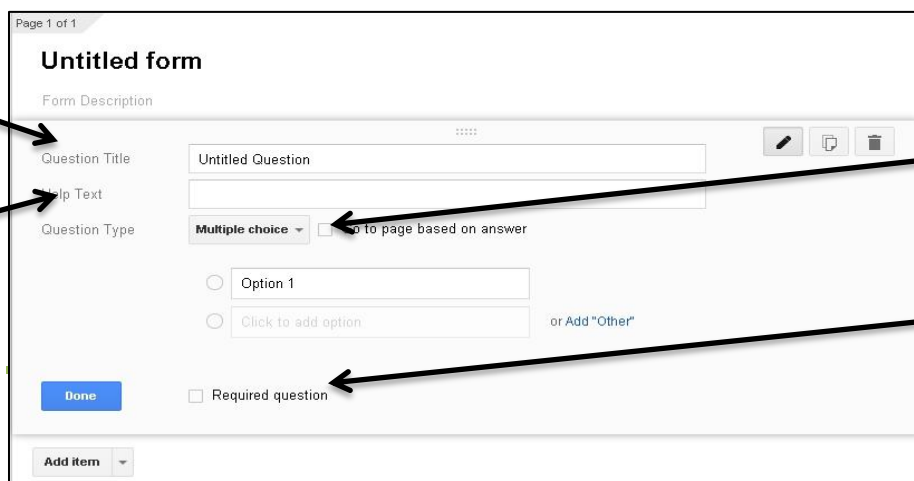 Page 1 of 1
Untitled form
Form Description
Question Title
Untitled Question
Help Text
Question Type
Multiple choice
Go to page based on answer
Option 1
Click to add option
or Add "Other"
Done
Required question
Add item